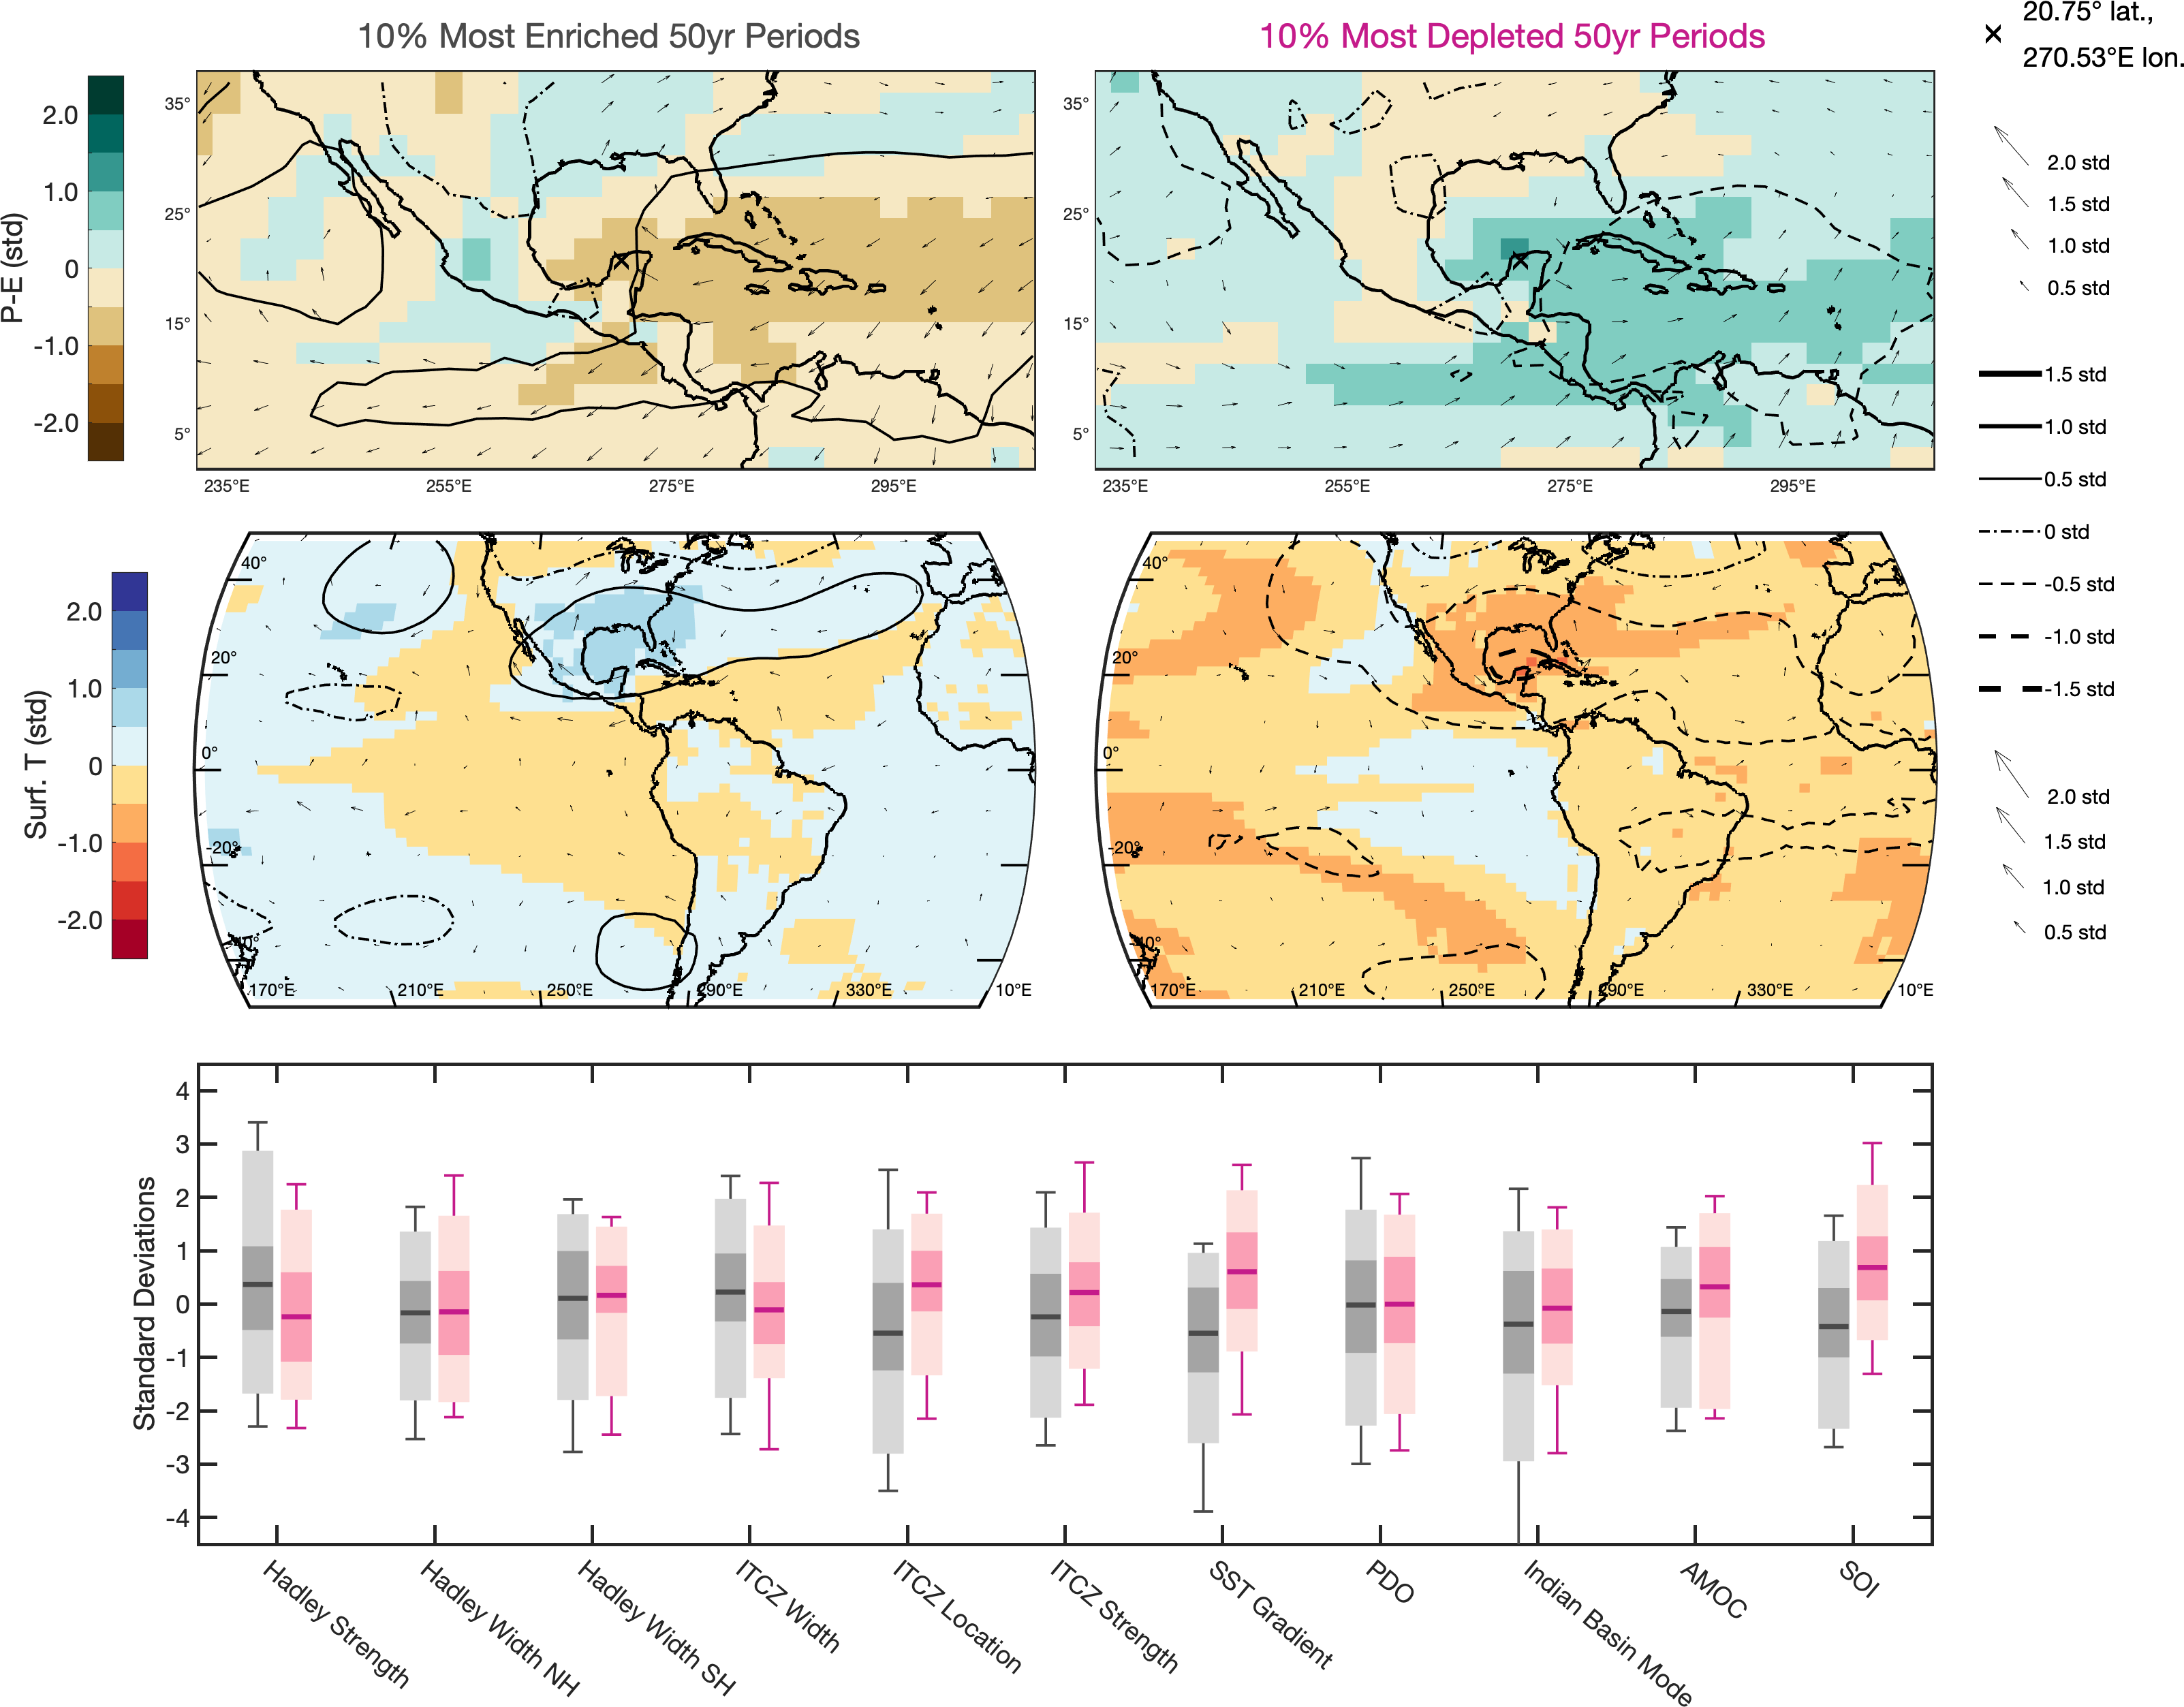 10% Most Enriched 50yr Periods
10% Most Depleted 50yr Periods
20.75° lat.,
270.53°E lon.
P-E (std)
2.0
1.0
0
-1.0
-2.0
35°
25°
15°
5°
235°E
255°E
275°E
295°E
35°
25°
15°
5°
235°E
255°E
275°E
295°E
2.0 std
1.5 std
1.0 std
0.5 std
1.5 std
1.0 std
0.5 std
0 std
-0.5 std
-1.0 std
-1.5 std
2.0 std
1.5 std
1.0 std
0.5 std
Surf. T (std)
2.0
1.0
0
-1.0
-2.0
40°
20°
0°
-20°
-40°
170°E
210°E
250°E
290°E
330°E
10°E
40°
20°
0°
-20°
-40°
170°E
210°E
250°E
290°E
330°E
10°E
Standard Deviations
4
3
2
1
0
-1
-2
-3
-4
Hadley Strength
Hadley Width NH
Hadley Width SH
ITCZ Width
ITCZ Location
ITCZ Strength
SST Gradient
PDO
Indian Basin Mode
AMOC
SOI